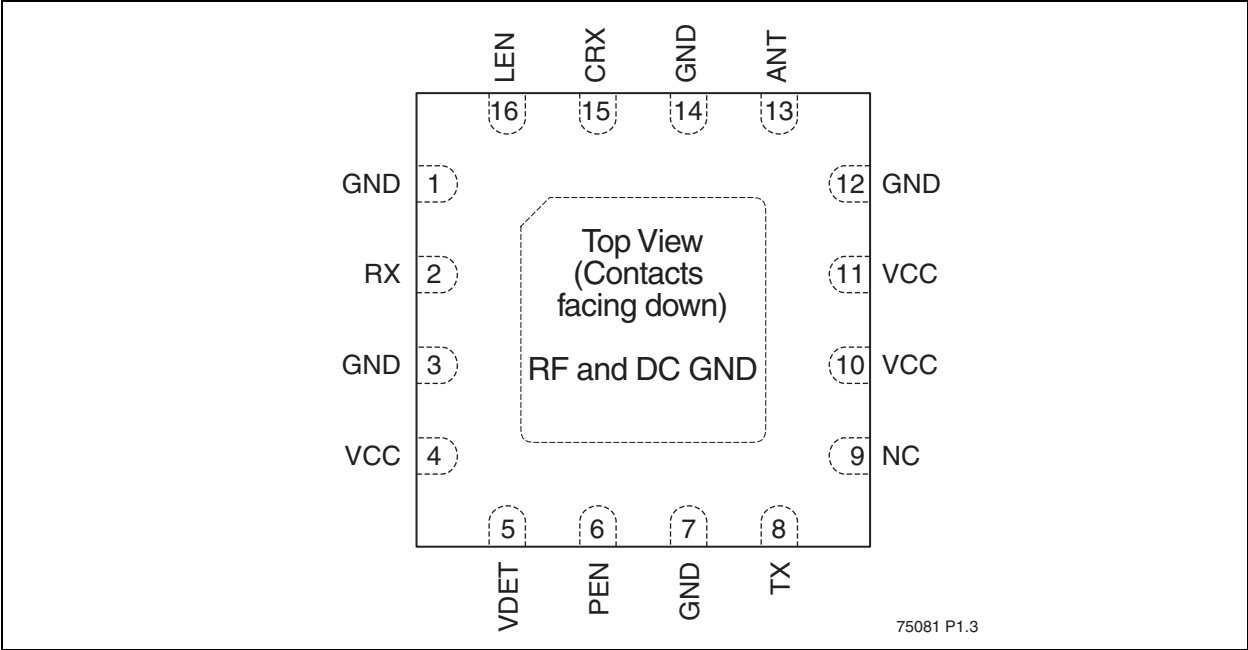 LEN
CRX
GND
ANT
16
15
14
13
GND 1
12 GND
RX 2
11 VCC
GND 3
10 VCC
VCC 4
9 NC
Top View
(Contacts
facing down)
RF and DC GND
5
6
7
8
VDET
PEN
GND
TX
75081 P1.3